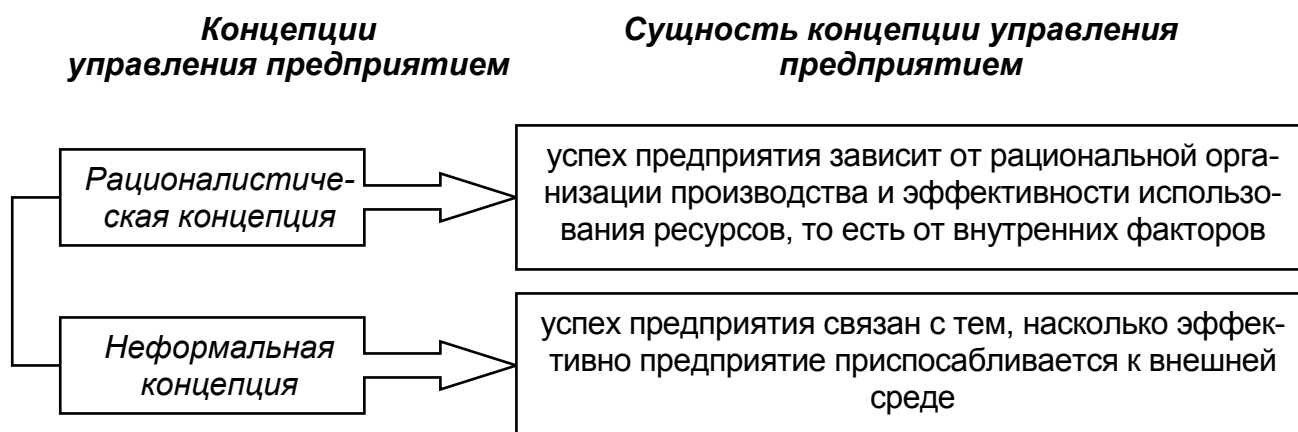 Концепции
управления предприятием
Сущность концепции управления
предприятием
Рационалистиче-
ская концепция
успех предприятия зависит от рациональной орга-
низации производства и эффективности использо-
вания ресурсов, то есть от внутренних факторов
Неформальная
концепция
успех предприятия связан с тем, насколько эффек-
тивно предприятие приспосабливается к внешней
среде